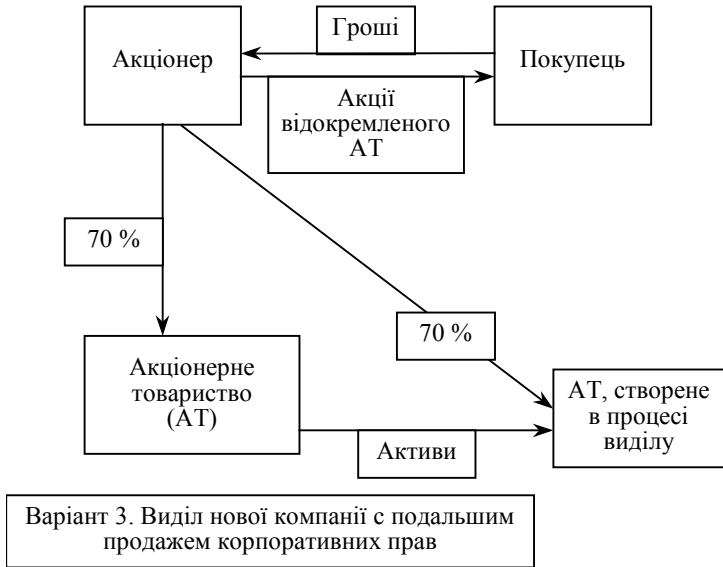 Гроші
Акціонер
Покупець
Акції
відокремленого
АТ
70 %
70 %
Акціонерне
товариство
(АТ)
АТ, створене
в процесі
виділу
Активи
Варіант 3. Виділ нової компанії с подальшим
продажем корпоративних прав